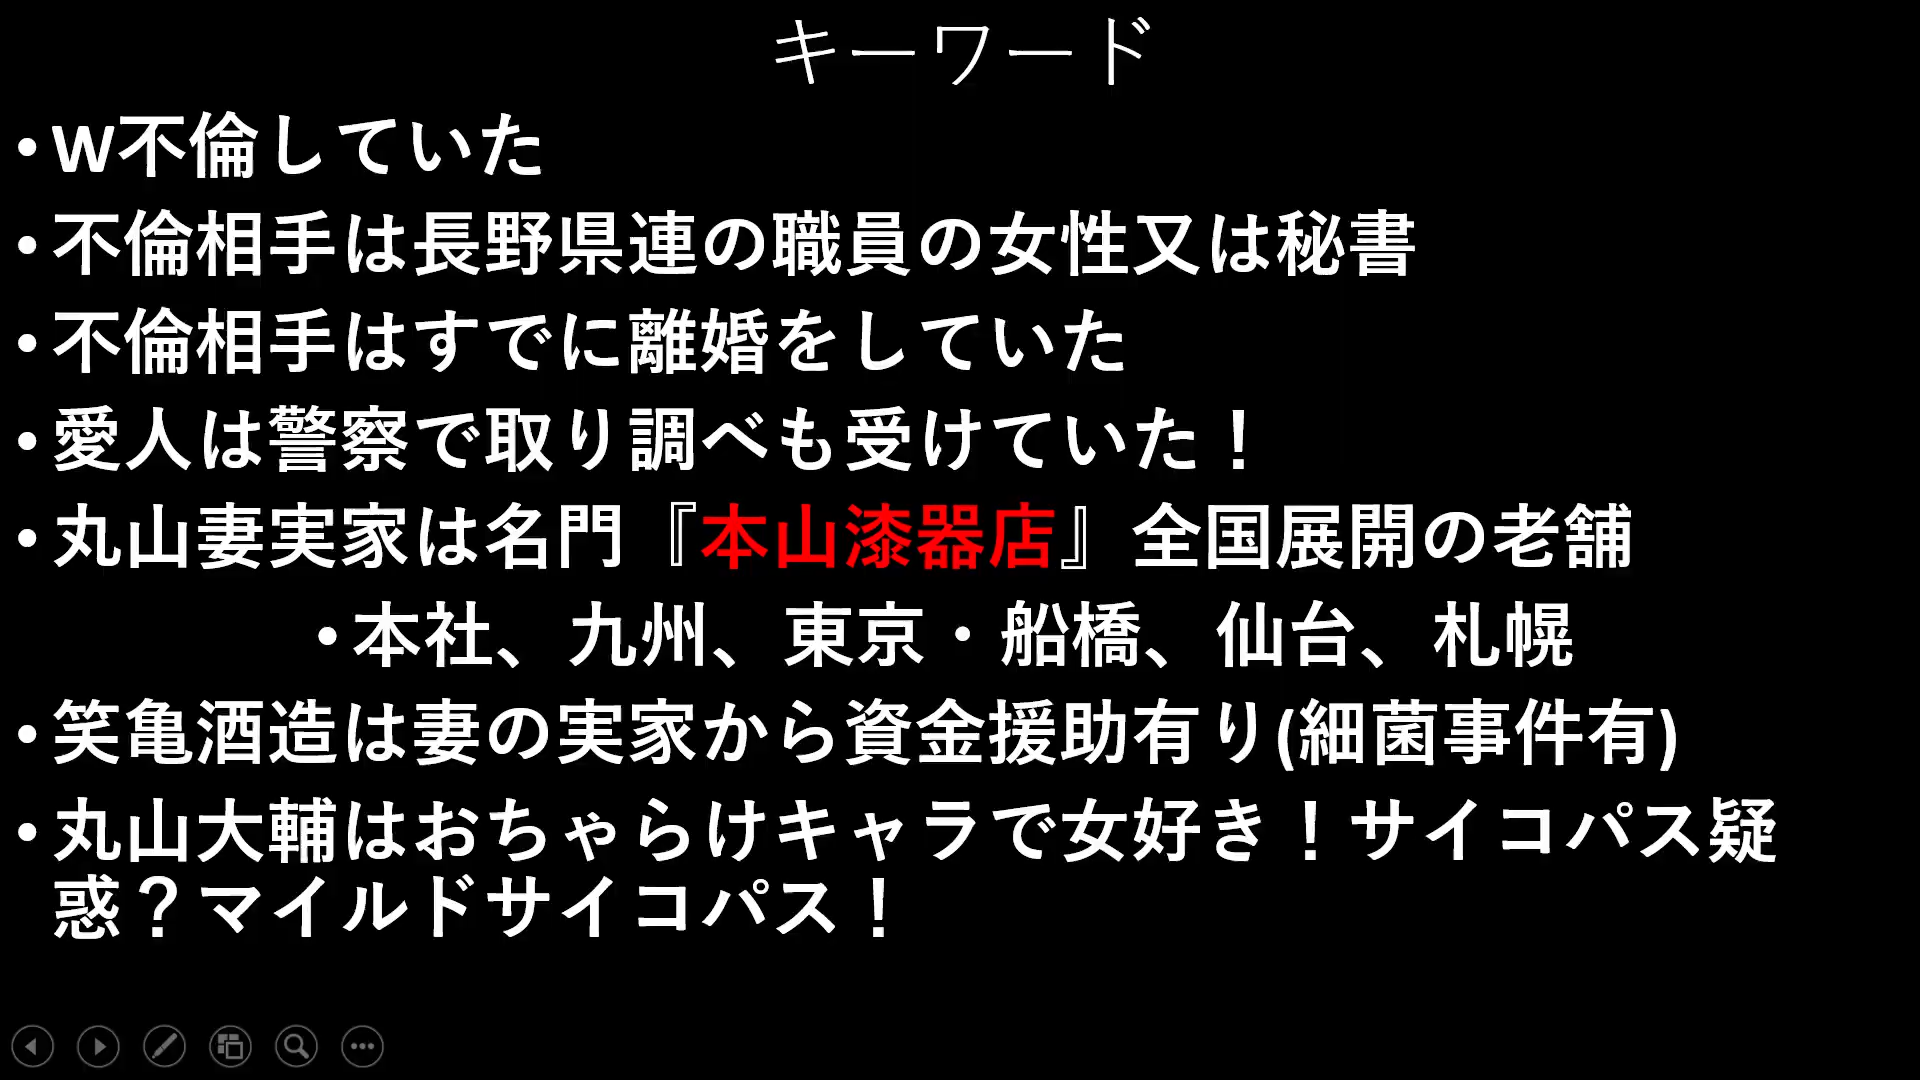 キーワード
• W不倫していた
• 不倫相手は長野県連の職員の女性又は秘書
• 不倫相手はすでに離婚をしていた
• 愛人は警察で取り調べも受けていた！
• 丸山妻実家は名門『本山漆器店』全国展開の老舗
• 本社、九州、東京・船橋、仙台、札幌
• 笑亀酒造は妻の実家から資金援助有り(細菌事件有)
• 丸山大輔はおちゃらけキャラで女好き！サイコパス疑
惑？マイルドサイコパス！